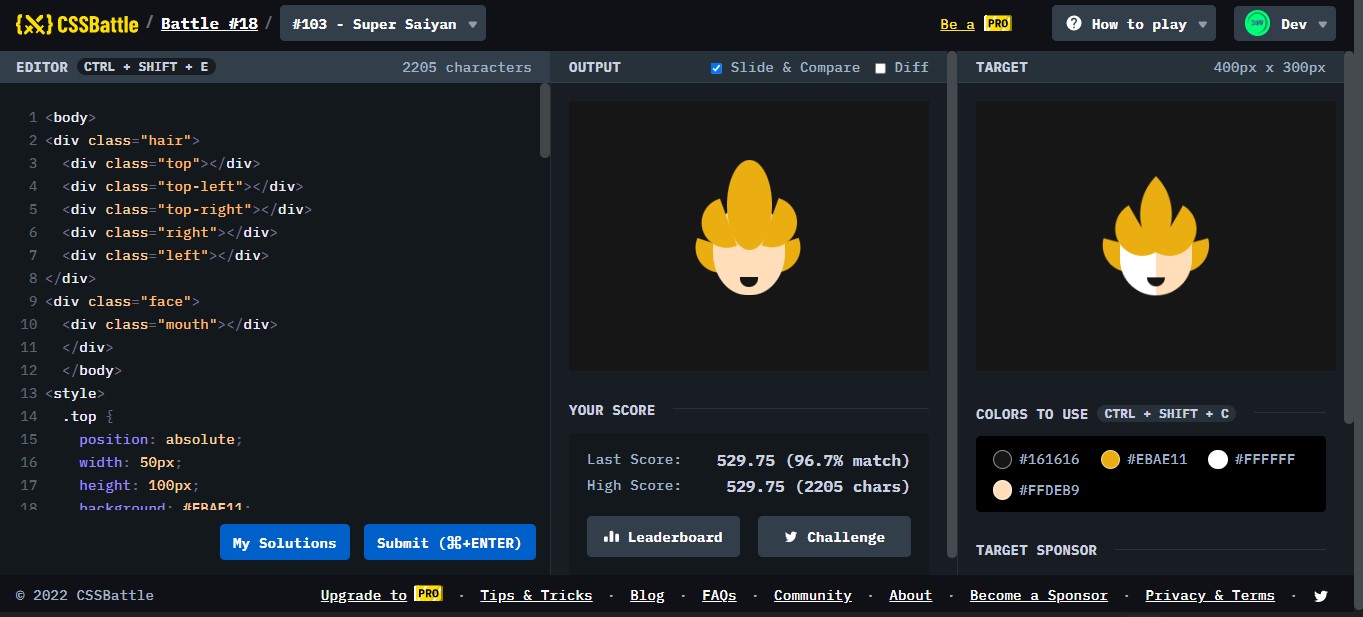 CSSBattle / Battle #18 / #103 - Super Saiyan
Be a PRO
How to play
Dev
EDITOR CTRL + SHIFT + E 2205 characters
1 <body>
2 <div class="hair">
3 <div class="top"></div>
4 <div class="top-left"></div>
5 <div class="top-right"></div>
6 <div class="right"></div>
7 <div class="left"></div>
8 </div>
9 <div class="face">
10 <div class="mouth"></div>
11 </div>
12 </body>
13 <style>
14 .top {
15 position: absolute;
16 width: 50px;
17 height: 100px;
18 background: #EBAE11;
My Solutions
Submit (⌘+ENTER)
OUTPUT Slide & Compare Diff
YOUR SCORE
Last Score: 529.75 (96.7% match)
High Score: 529.75 (2205 chars)
Leaderboard
Challenge
TARGET 400px x 300px
COLORS TO USE CTRL + SHIFT + C
#161616 #EBAE11 #FFFFFF
#FFDEB9
TARGET SPONSOR
© 2022 CSSBattle
Upgrade to PRO · Tips & Tricks · Blog · FAQs · Community · About · Become a Sponsor · Privacy & Terms ·